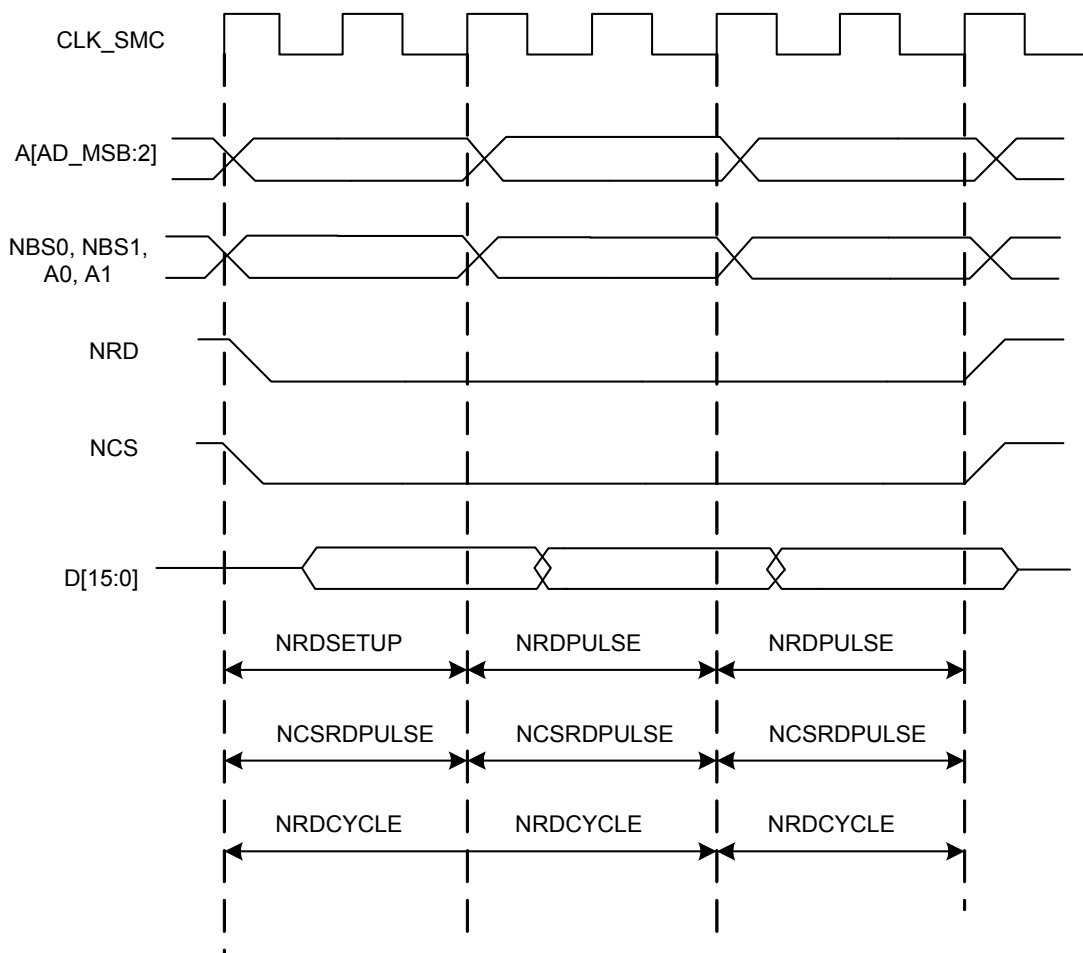 CLK_SMC
A[AD_MSB:2]
NBS0, NBS1,
A0, A1
NRD
NCS
D[15:0]
NRDSETUP NRDPULSE NRDPULSE
NCSRDPULSE NCSRDPULSE NCSRDPULSE
NRDCYCLE NRDCYCLE NRDCYCLE